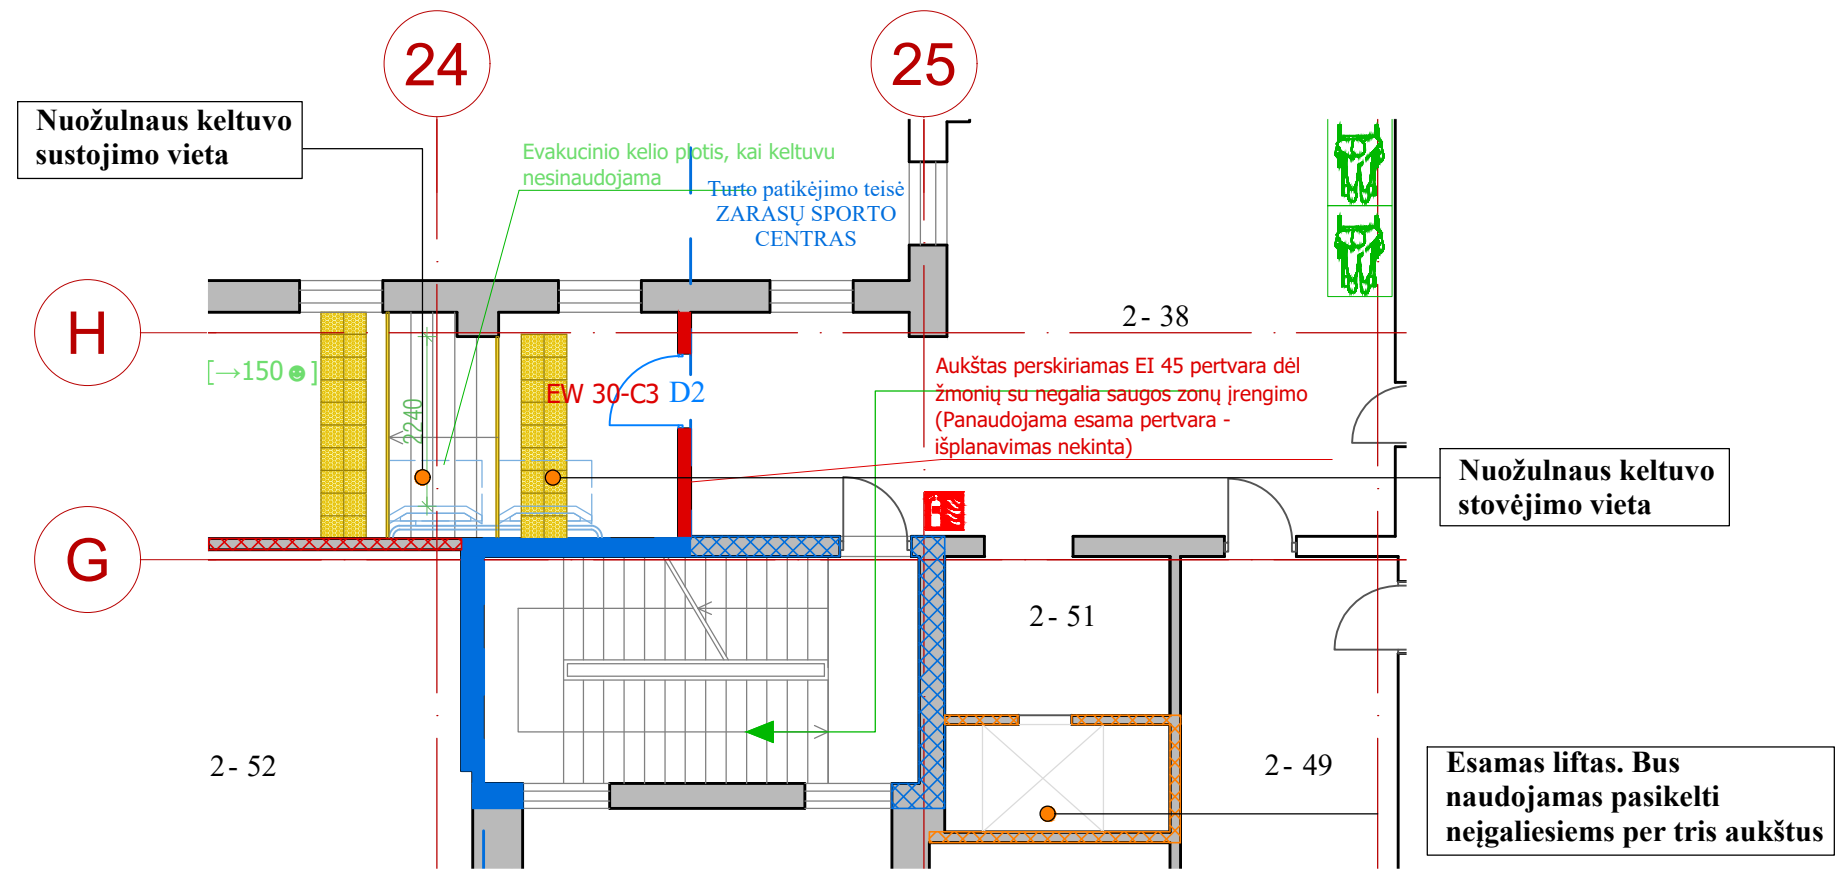 24
25
Nuožulnaus keltuvo
sustojimo vieta
Evakucinio kelio plotis, kai keltuvu
nesinaudojama
Turto patikėjimo teisė
ZARASŲ SPORTO
CENTRAS
H
2- 38
[→150☻]
2240
EW 30-C3
D2
Aukštas perskiriamas EI 45 pertvara dėl
žmonių su negalia saugos zonų įrengimo
(Panaudojama esama pertvara -
išplanavimas nekinta)
Nuožulnaus keltuvo
stovėjimo vieta
G
2- 51
2- 52
2- 49
Esamas liftas. Bus
naudojamas pasikelti
neįgaliesiems per tris aukštus